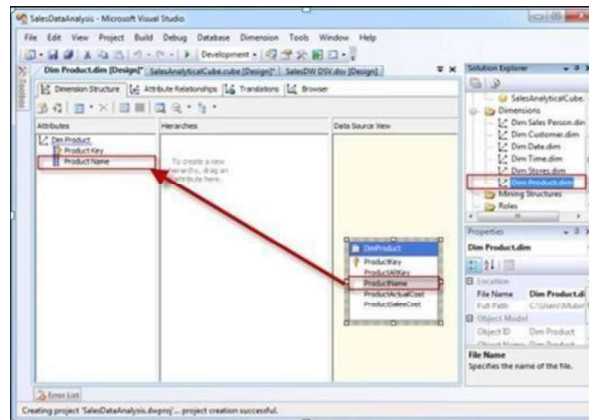 SalesDataAnalysis - Microsoft Visual Studio
File Edit View Project Build Debug Database Dimension Tools Window Help
Development
Dim Product.dim [Design]* SalesAnalyticalCube.cube [Design]* SalesDW DSV.dsv [Design]
Dimension Structure Attribute Relationships Translations Browser
Attributes
Dim Product
Product Key
Product Name
Hierarchies
To create a new
hierarchy, drag an
attribute here.
Data Source View
DimProduct
ProductKey
ProductAltKey
ProductName
ProductActualCost
ProductSalesCost
Toolbox
Solution Explorer
SalesAnalyticalCube.
Dimensions
Dim Sales Person.dim
Dim Customer.dim
Dim Date.dim
Dim Time.dim
Dim Stores.dim
Dim Product.dim
Mining Structures
Roles
Properties
Dim Product.dim
Location
File Name Dim Product.di
Full Path
Object Model
Object ID Dim Product
Object Name Dim Product
File Name
Specifies the name of the file.
Error List
Creating project 'SalesDataAnalysis.dwproj'... project creation successful.